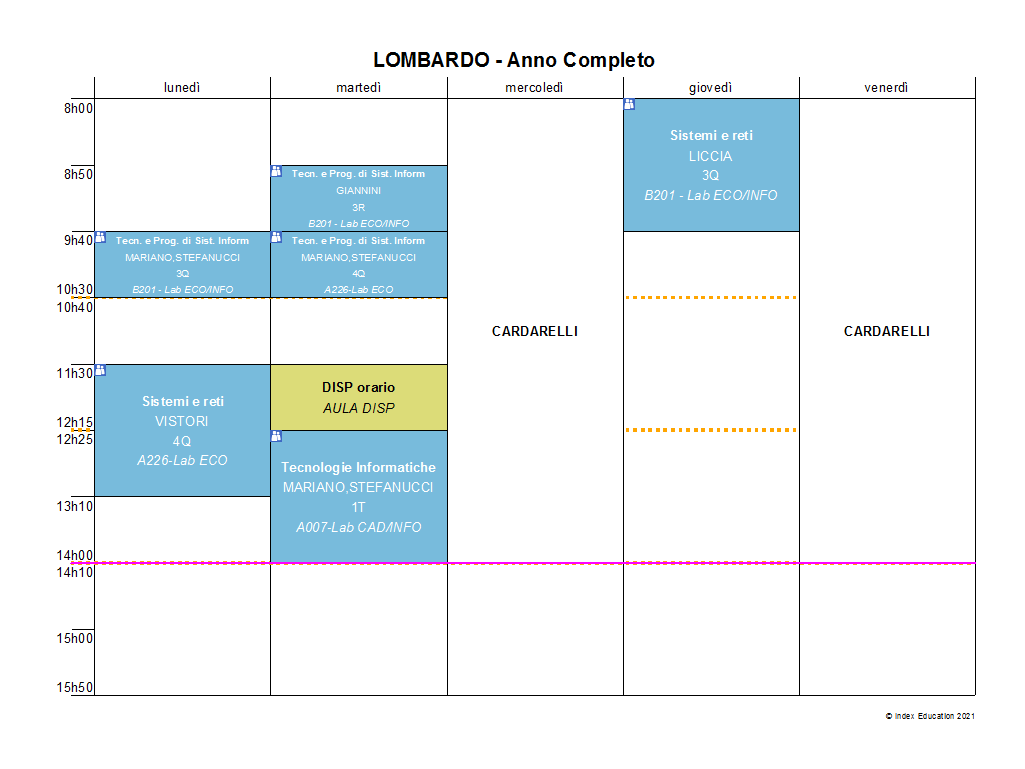 LOMBARDO - Anno Completo
lunedì
martedì
mercoledì
giovedì
venerdì
8h00
8h50
9h40
10h30
10h40
11h30
12h15
12h25
13h10
14h00
14h10
15h00
15h50
Tecn. e Prog. di Sist. Inform
MARIANO,STEFANUCCI
3Q
B201 - Lab ECO/INFO
Sistemi e reti
VISTORI
4Q
A226-Lab ECO
Tecn. e Prog. di Sist. Inform
GIANNINI
3R
B201 - Lab ECO/INFO
Tecn. e Prog. di Sist. Inform
MARIANO,STEFANUCCI
4Q
A226-Lab ECO
DISP orario
AULA DISP
Tecnologie Informatiche
MARIANO,STEFANUCCI
1T
A007-Lab CAD/INFO
CARDARELLI
Sistemi e reti
LICCIA
3Q
B201 - Lab ECO/INFO
CARDARELLI
© Index Education 2021